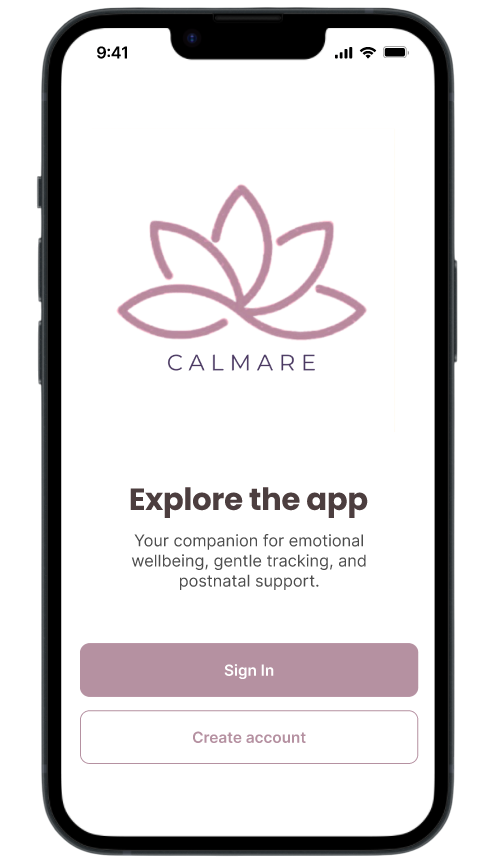 9:41
CALMARE
Explore the app
Your companion for emotional
wellbeing, gentle tracking, and
postnatal support.
Sign In
Create account